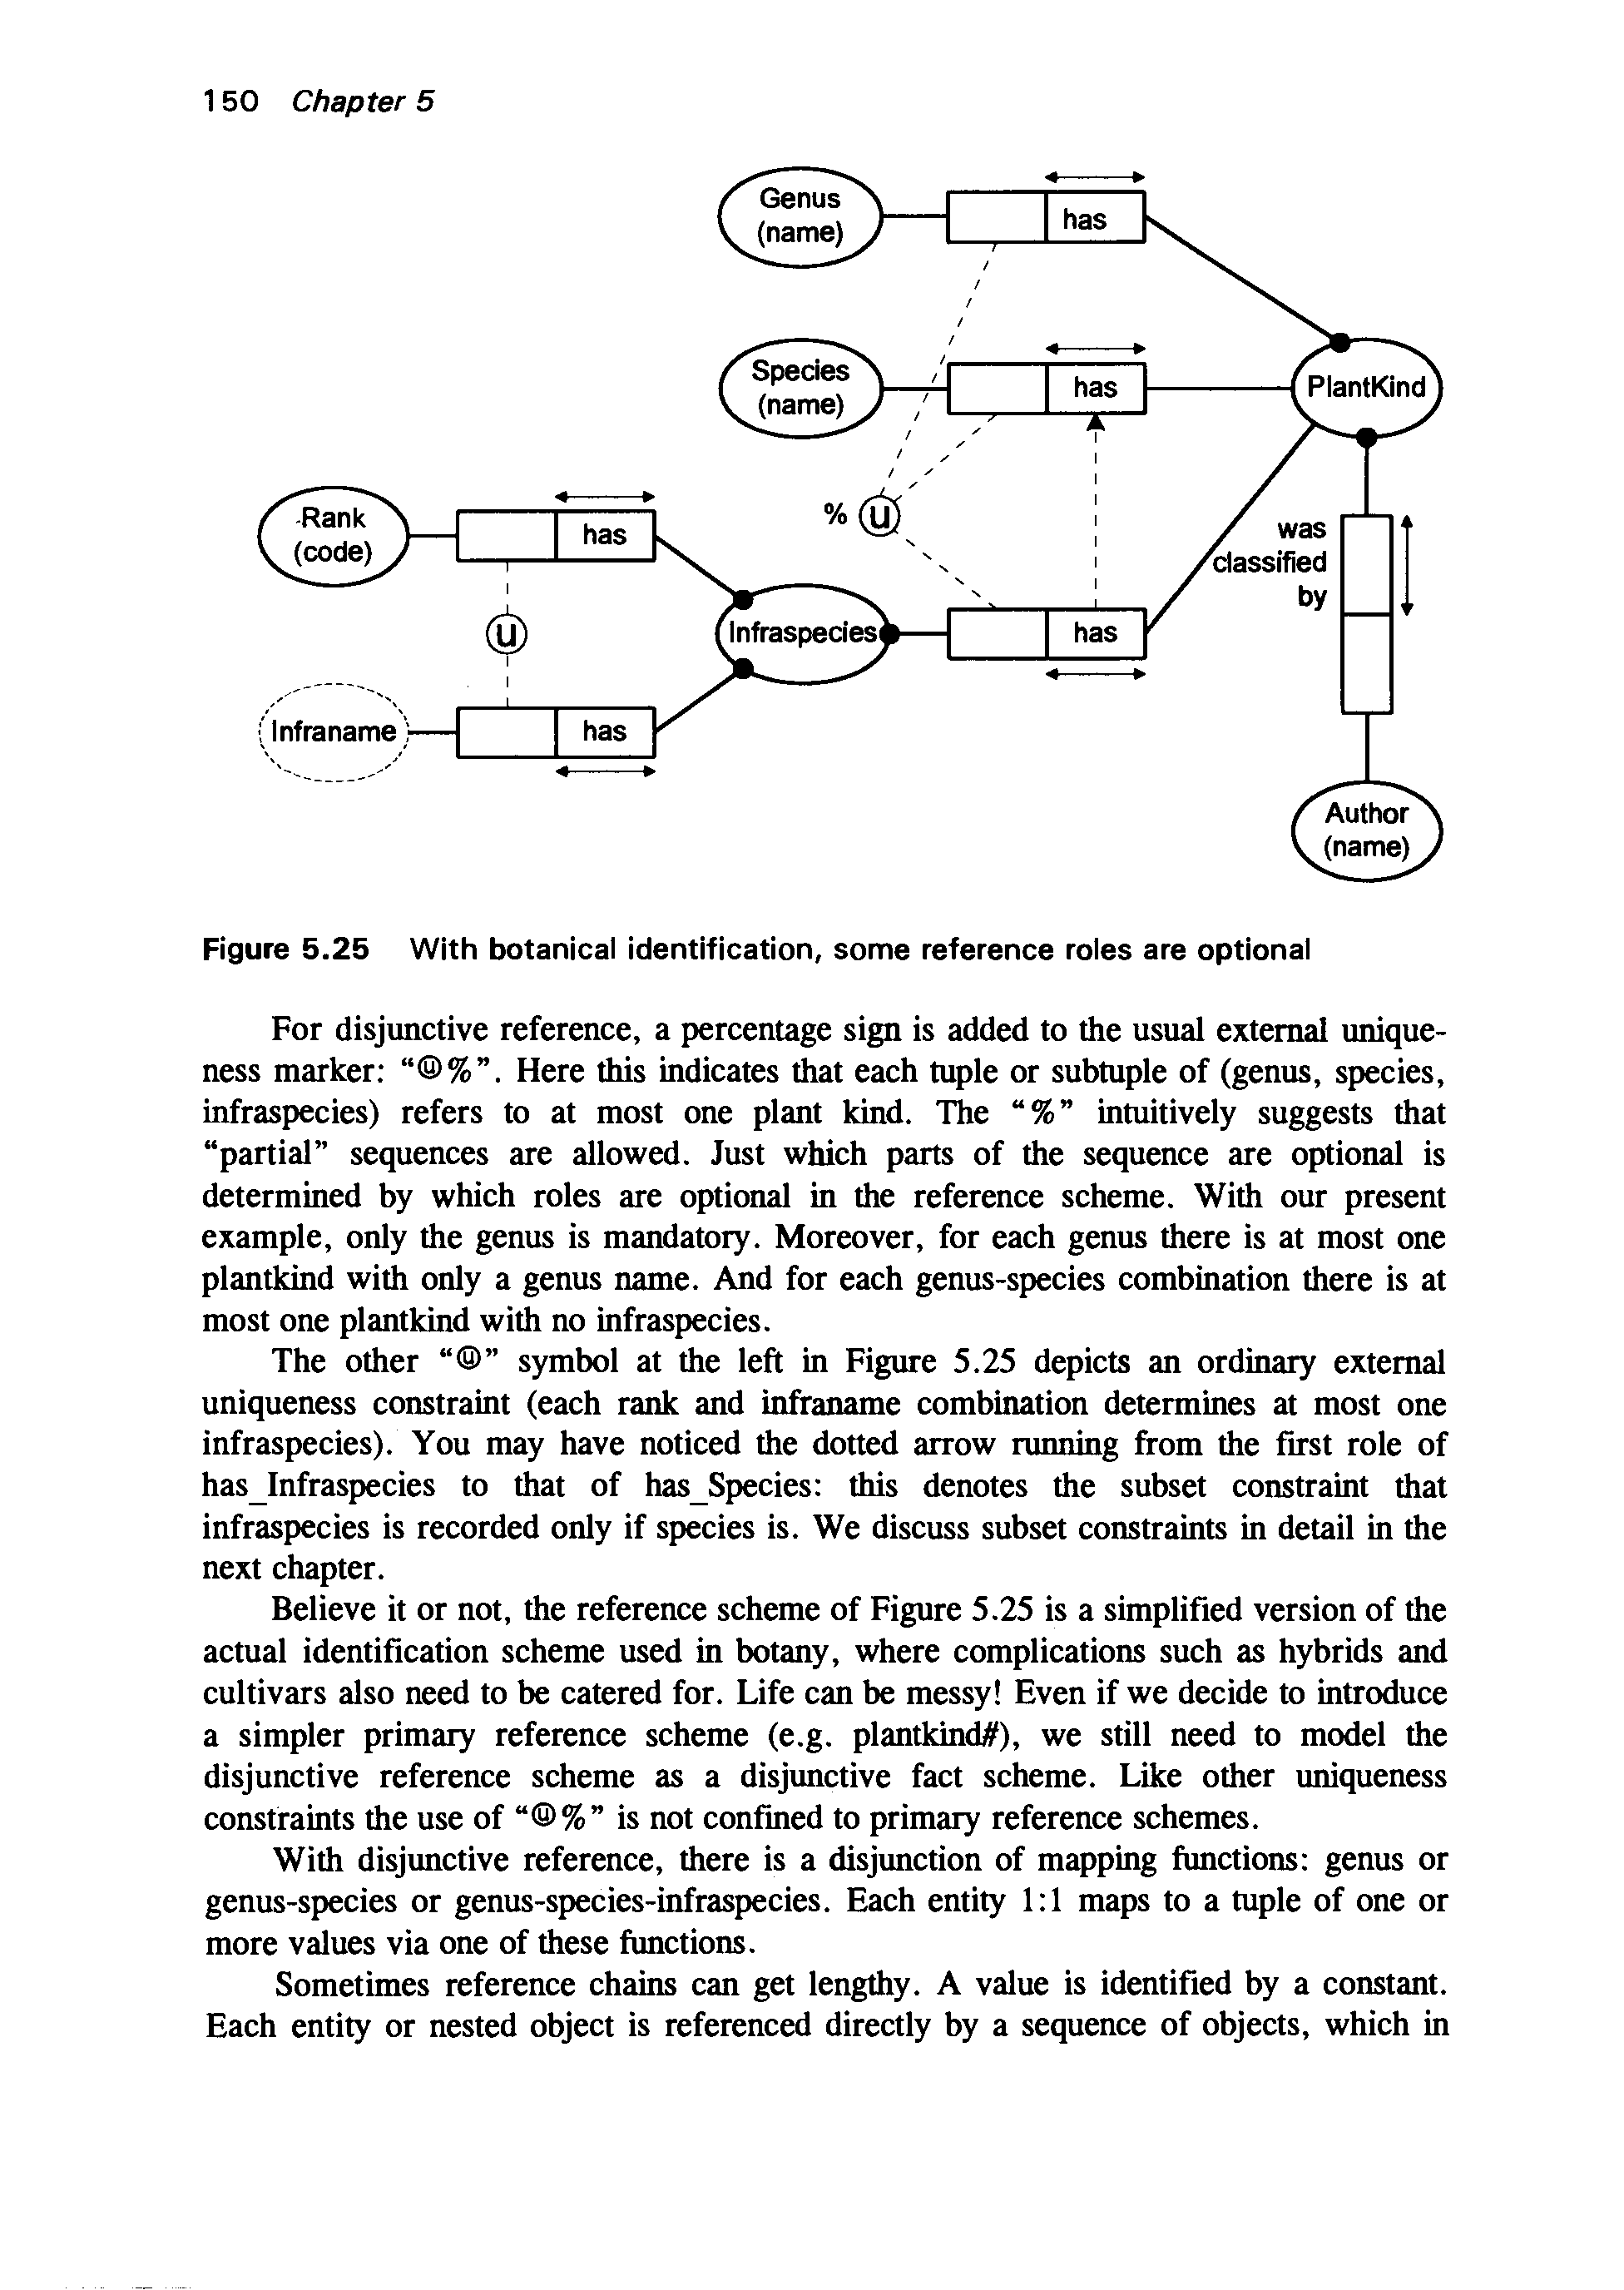 150 Chapter 5
Genus
(name)
has
Species
(name)
has
PlantKind
% U
Rank
(code)
has
was
classified
by
U
Infraspecies
has
Infraname
has
Author
(name)
Figure 5.25 With botanical identification, some reference roles are optional
For disjunctive reference, a percentage sign is added to the usual external unique-
ness marker: “Ⓤ%”. Here this indicates that each tuple or subtuple of (genus, species,
infraspecies) refers to at most one plant kind. The “%” intuitively suggests that
“partial” sequences are allowed. Just which parts of the sequence are optional is
determined by which roles are optional in the reference scheme. With our present
example, only the genus is mandatory. Moreover, for each genus there is at most one
plantkind with only a genus name. And for each genus-species combination there is at
most one plantkind with no infraspecies.
The other “Ⓤ” symbol at the left in Figure 5.25 depicts an ordinary external
uniqueness constraint (each rank and infraname combination determines at most one
infraspecies). You may have noticed the dotted arrow running from the first role of
has_Infraspecies to that of has_Species: this denotes the subset constraint that
infraspecies is recorded only if species is. We discuss subset constraints in detail in the
next chapter.
Believe it or not, the reference scheme of Figure 5.25 is a simplified version of the
actual identification scheme used in botany, where complications such as hybrids and
cultivars also need to be catered for. Life can be messy! Even if we decide to introduce
a simpler primary reference scheme (e.g. plantkind#), we still need to model the
disjunctive reference scheme as a disjunctive fact scheme. Like other uniqueness
constraints the use of “Ⓤ%” is not confined to primary reference schemes.
With disjunctive reference, there is a disjunction of mapping functions: genus or
genus-species or genus-species-infraspecies. Each entity 1:1 maps to a tuple of one or
more values via one of these functions.
Sometimes reference chains can get lengthy. A value is identified by a constant.
Each entity or nested object is referenced directly by a sequence of objects, which in